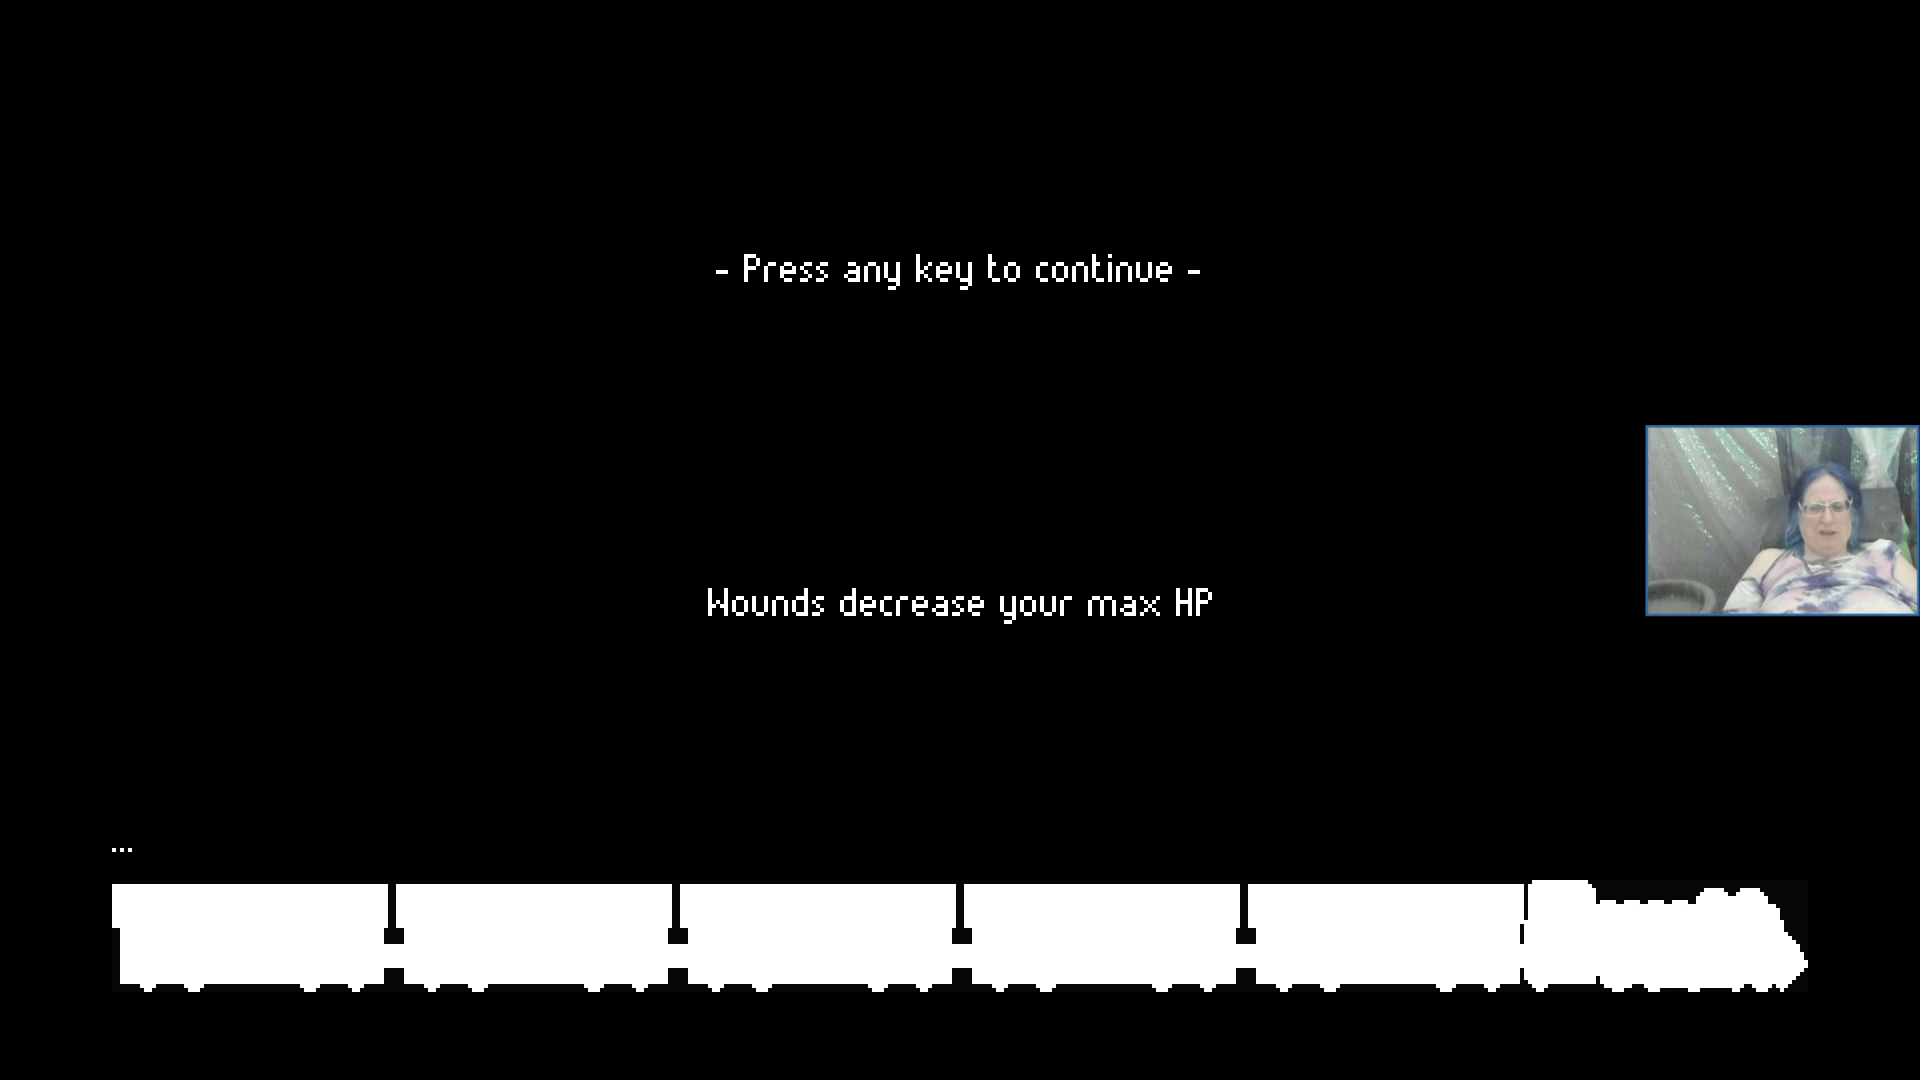 - Press any key to continue -
Wounds decrease your max HP
...